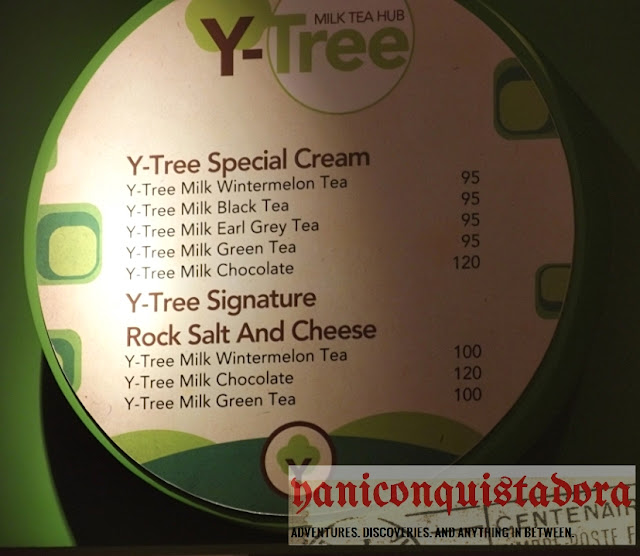 MILK TEA HUB
Y-Tree
Y-Tree Special Cream
Y-Tree Milk Wintermelon Tea 95
Y-Tree Milk Black Tea 95
Y-Tree Milk Earl Grey Tea 95
Y-Tree Milk Green Tea 95
Y-Tree Milk Chocolate 120
Y-Tree Signature
Rock Salt And Cheese
Y-Tree Milk Wintermelon Tea 100
Y-Tree Milk Chocolate 120
Y-Tree Milk Green Tea 100
Y
yaniconquistadora
ADVENTURES. DISCOVERIES. AND ANYTHING IN BETWEEN.